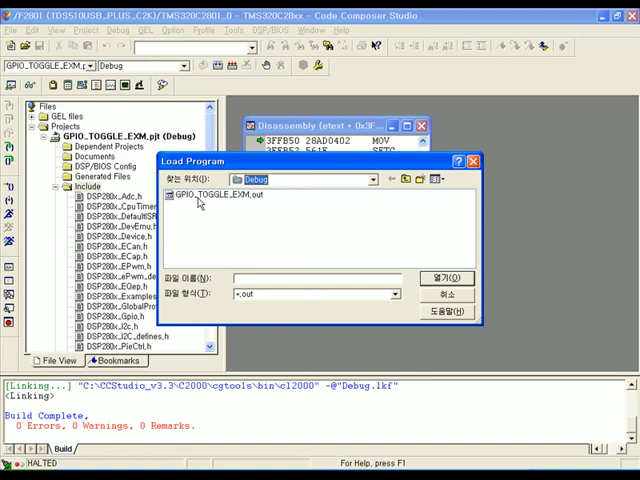 /F2801 (TDS510USB_PLUS_C2K) - TMS320C2801_0 - TMS320C28xx - Code Composer Studio
File Edit View Project Debug GEL Option Profile Tools DSP/BIOS Window Help
GPIO_TOGGLE_EXM.p Debug
Files
GEL files
Projects
GPIO_TOGGLE_EXM.pjt (Debug)
Dependent Projects
Documents
DSP/BIOS Config
Generated Files
Include
DSP280x_Adc.h
DSP280x_CpuTimer
DSP280x_DefaultISR
DSP280x_DevEmu.h
DSP280x_Device.h
DSP280x_ECan.h
DSP280x_ECap.h
DSP280x_EPwm.h
DSP280x_ePwm_de
DSP280x_EQep.h
DSP280x_Examples
DSP280x_GlobalPro
DSP280x_Gpio.h
DSP280x_I2c.h
DSP280x_I2C_defines.h
DSP280x_PieCtrl.h
File View Bookmarks
Disassembly (etext + 0x3F...
3FFB50 28AD0402 MOV
3FFB52 561F SETC
Load Program
찾는 위치(I): Debug
GPIO_TOGGLE_EXM.out
파일 이름(N): 열기(O)
파일 형식(T): *.out 취소
도움말(H)
[Linking...] "C:\CCStudio_v3.3\C2000\cgtools\bin\cl2000" -@"Debug.lkf"
<Linking>
Build Complete,
0 Errors, 0 Warnings, 0 Remarks.
Build
HALTED For Help, press F1